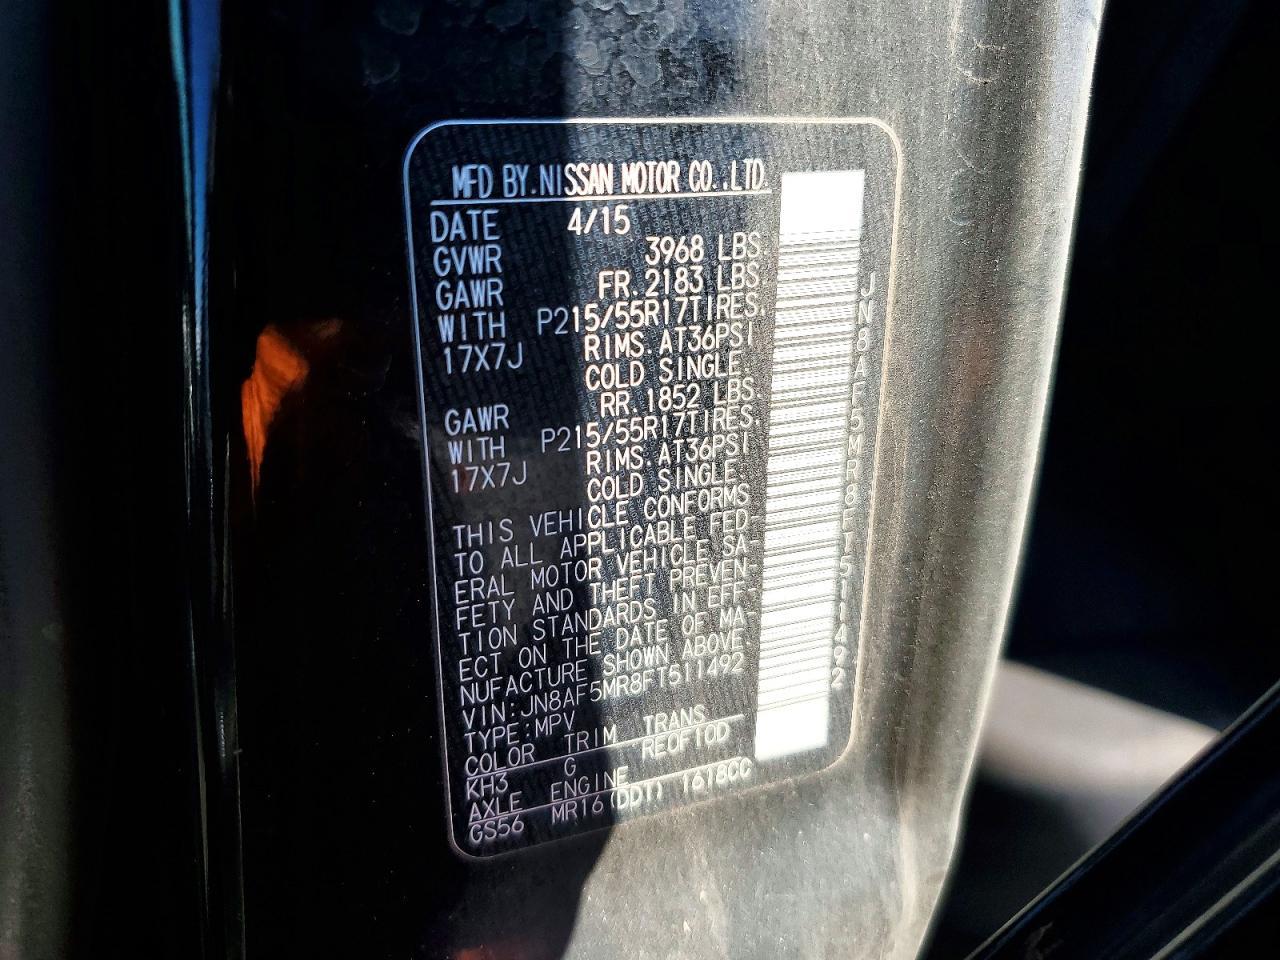 MFD BY.NISSAN MOTOR CO.,LTD.
DATE 4/15
GVWR 3968 LBS.
GAWR FR.2183 LBS.
WITH P215/55R17TIRES.
17X7J RIMS. AT36PSI
COLD SINGLE.
GAWR RR.1852 LBS.
WITH P215/55R17TIRES.
17X7J RIMS. AT36PSI
COLD SINGLE.
THIS VEHICLE CONFORMS
TO ALL APPLICABLE FED-
ERAL MOTOR VEHICLE SA-
FETY AND THEFT PREVEN-
TION STANDARDS IN EFF-
ECT ON THE DATE OF MA-
NUFACTURE SHOWN ABOVE
VIN:JN8AF5MR8FT511492
TYPE:MPV
COLOR TRIM TRANS
KH3 G RE0F10D
AXLE ENGINE
GS56 MR16(DDT) 1618CC
JN8AF5MR8FT511492